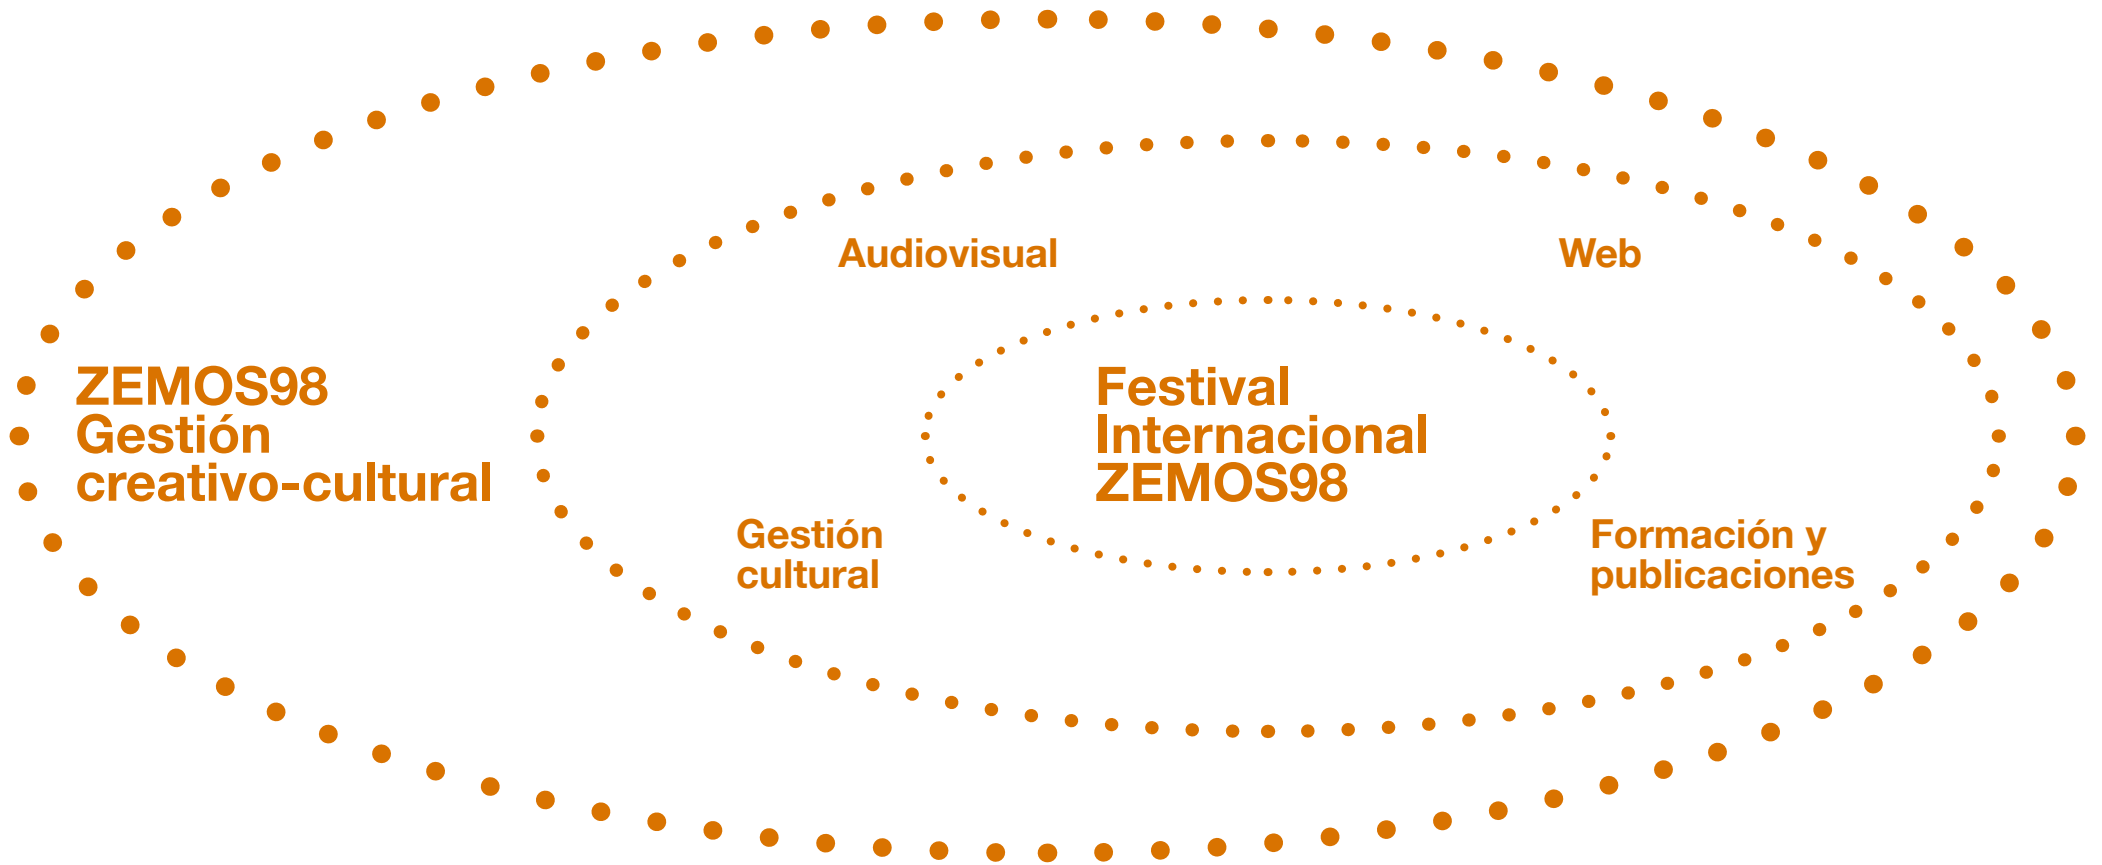 Audiovisual
Web
ZEMOS98
Gestión
creativo-cultural
Festival
Internacional
ZEMOS98
Gestión
cultural
Formación y
publicaciones